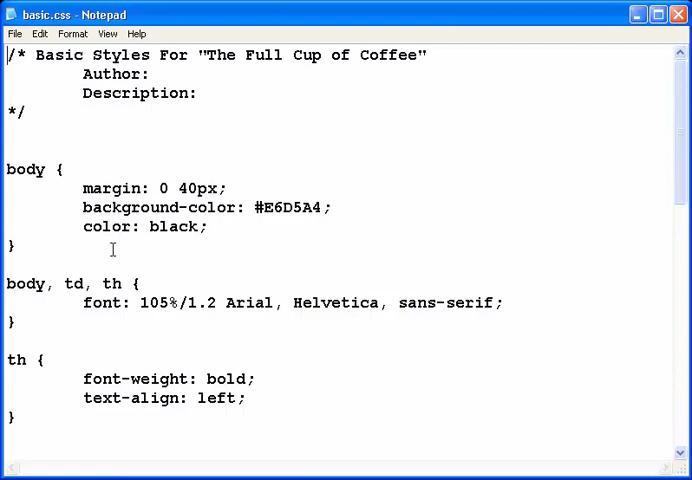 basic.css - Notepad
File Edit Format View Help
/* Basic Styles For "The Full Cup of Coffee"
Author:
Description:
*/
body {
margin: 0 40px;
background-color: #E6D5A4;
color: black;
}
body, td, th {
font: 105%/1.2 Arial, Helvetica, sans-serif;
}
th {
font-weight: bold;
text-align: left;
}